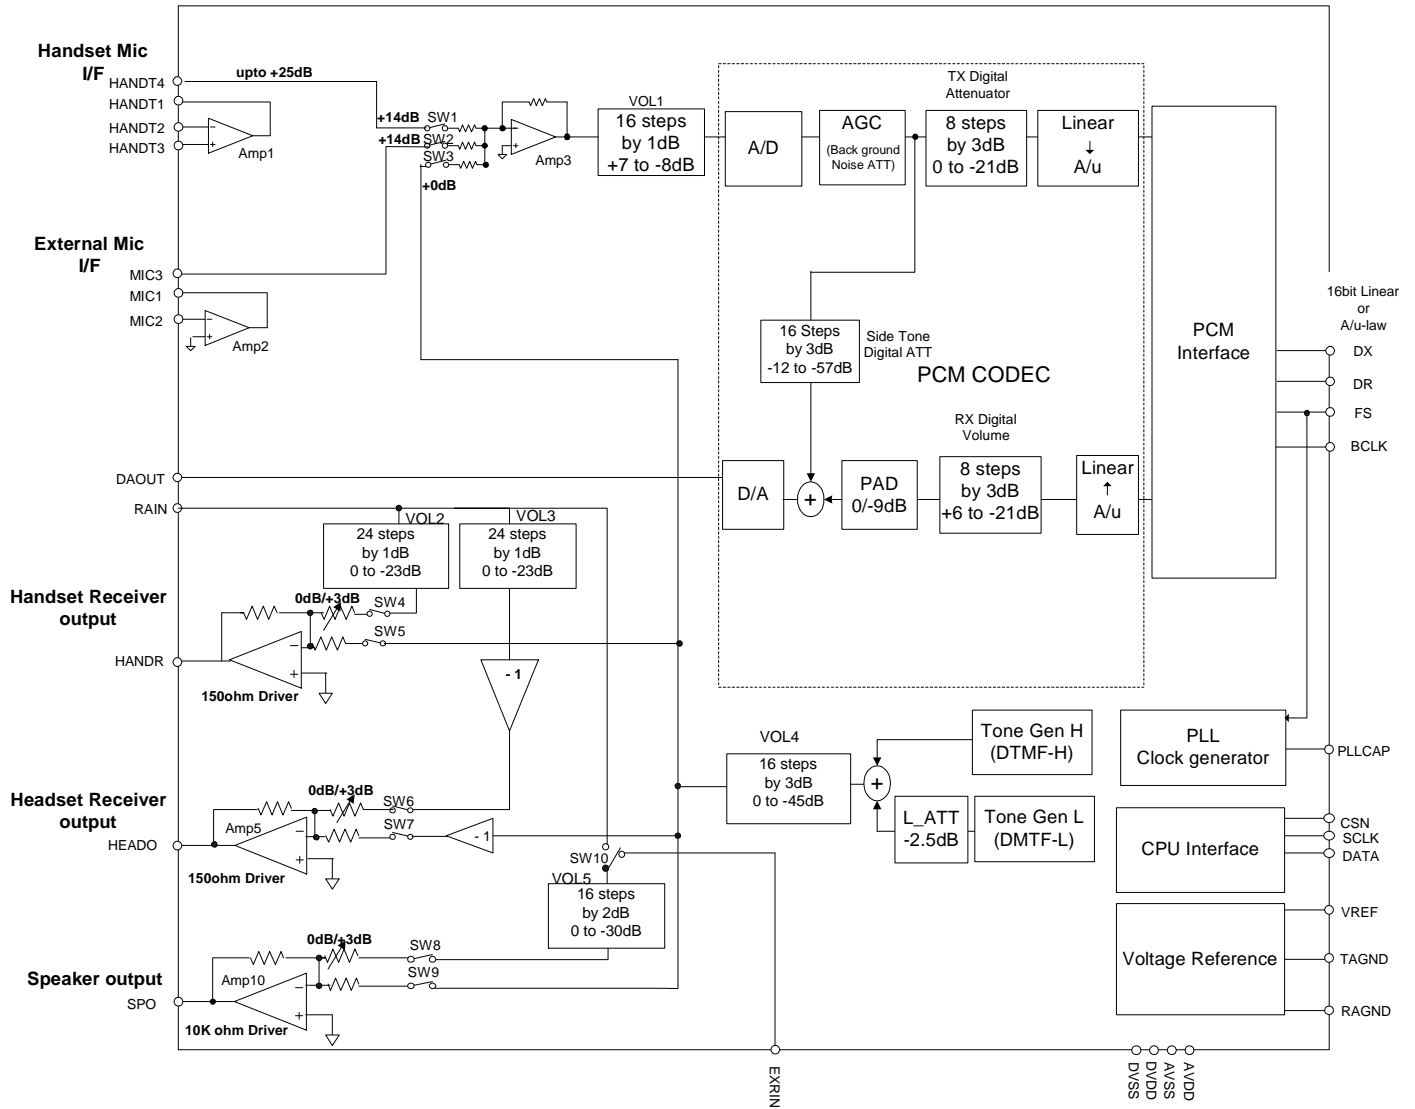 Handset Mic
I/F
HANDT4
HANDT1
HANDT2
HANDT3
upto +25dB
Amp1
+14dB
SW1
+14dB
SW2
SW3
+0dB
Amp3
VOL1
16 steps
by 1dB
+7 to -8dB
A/D
AGC
(Back ground
Noise ATT)
TX Digital
Attenuator
8 steps
by 3dB
0 to -21dB
Linear
↓
A/u
External Mic
I/F
MIC3
MIC1
MIC2
Amp2
16 Steps
by 3dB
-12 to -57dB
Side Tone
Digital ATT
PCM CODEC
PCM
Interface
16bit Linear
or
A/u-law
DX
DR
FS
BCLK
DAOUT
RAIN
D/A
+
PAD
0/-9dB
RX Digital
Volume
8 steps
by 3dB
+6 to -21dB
Linear
↑
A/u
VOL2
24 steps
by 1dB
0 to -23dB
VOL3
24 steps
by 1dB
0 to -23dB
Handset Receiver
output
HANDR
0dB/+3dB
SW4
SW5
−
+
150ohm Driver
- 1
Headset Receiver
output
HEADO
0dB/+3dB
SW6
SW7
Amp5
−
+
150ohm Driver
- 1
VOL4
16 steps
by 3dB
0 to -45dB
+
Tone Gen H
(DTMF-H)
L_ATT
-2.5dB
Tone Gen L
(DMTF-L)
PLL
Clock generator
PLLCAP
CPU Interface
CSN
SCLK
DATA
Voltage Reference
VREF
TAGND
RAGND
SW10
VOL5
16 steps
by 2dB
0 to -30dB
Speaker output
SPO
0dB/+3dB
SW8
SW9
Amp10
−
+
10K ohm Driver
EXRIN
DVSS
DVDD
AVSS
AVDD